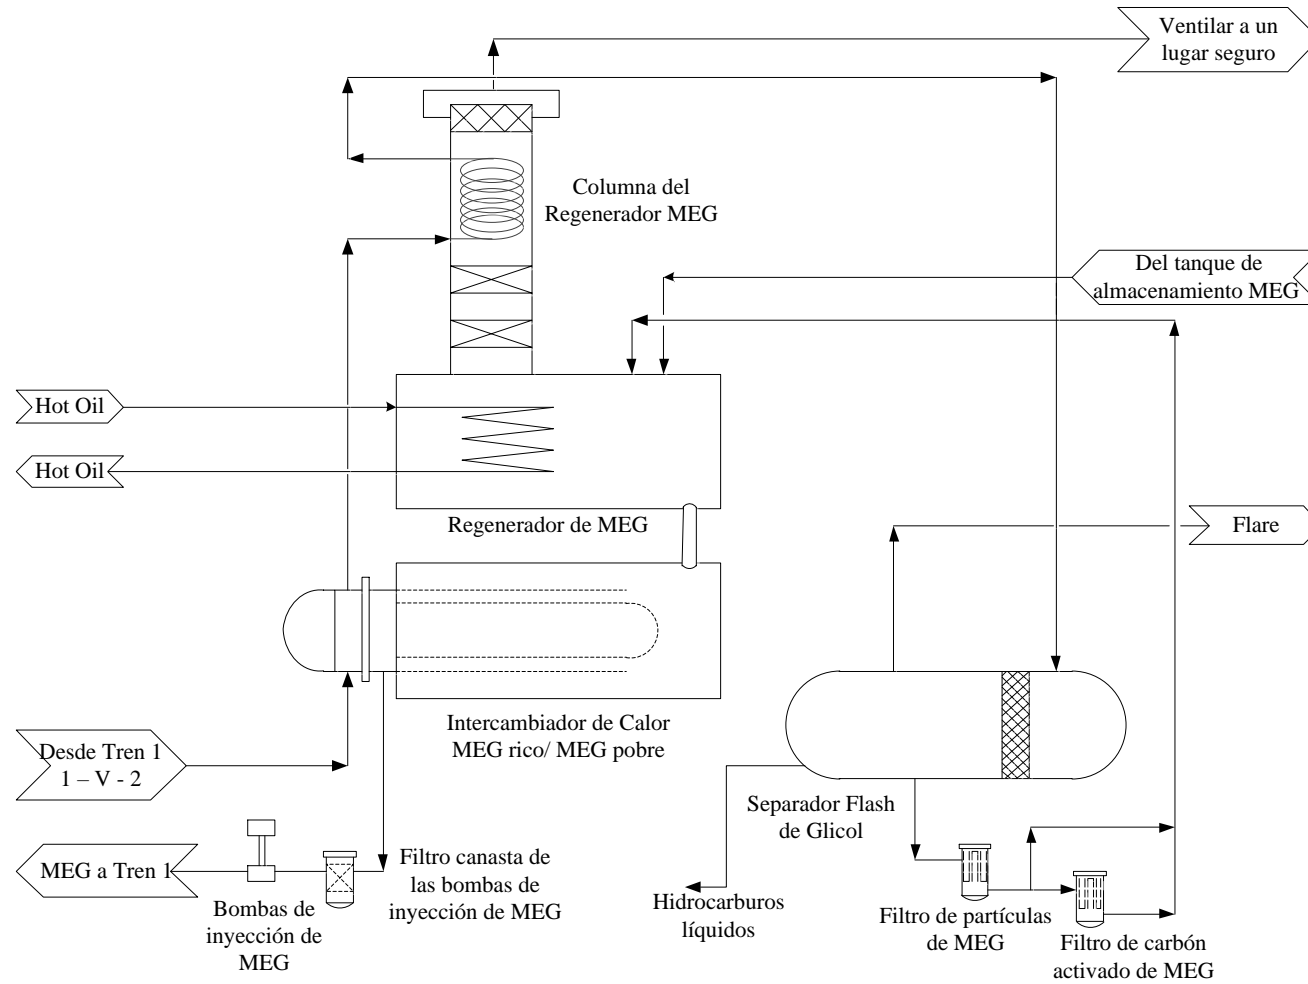 Ventilar a un
lugar seguro
Columna del
Regenerador MEG
Del tanque de
almacenamiento MEG
Hot Oil
Hot Oil
Regenerador de MEG
Flare
Intercambiador de Calor
MEG rico/ MEG pobre
Desde Tren 1
1 – V - 2
Separador Flash
de Glicol
MEG a Tren 1
Filtro canasta de
las bombas de
inyección de MEG
Bombas de
inyección de
MEG
Hidrocarburos
líquidos
Filtro de partículas
de MEG
Filtro de carbón
activado de MEG